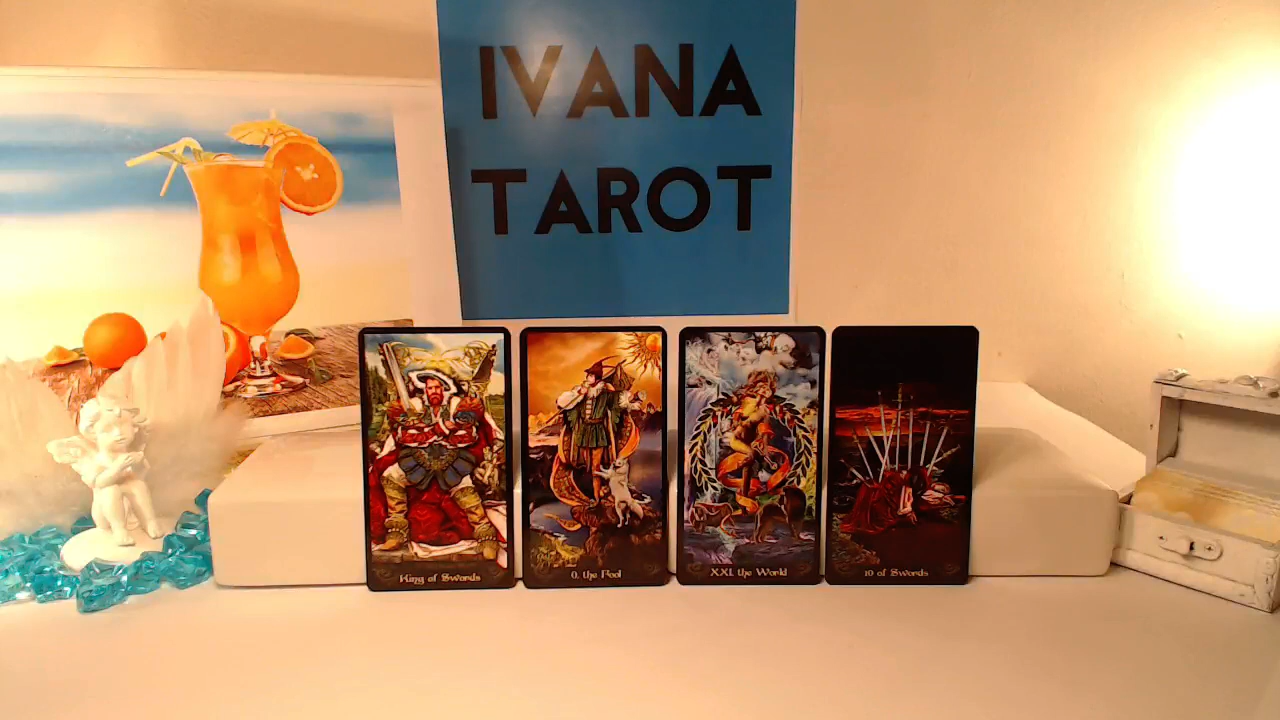 IVANA
TAROT
King of Swords
0. the Fool
XXI. the World
10 of Swords